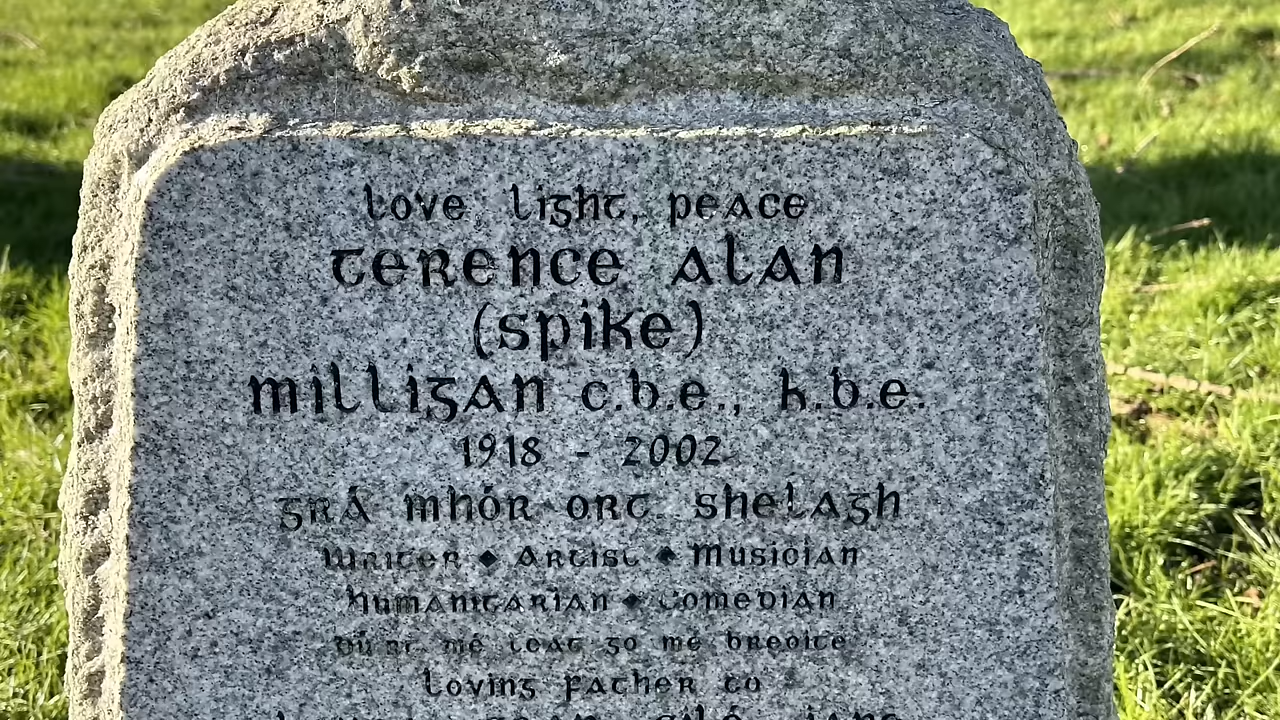 love, light, peace
terence alan
(spike)
milligan c.b.e., k.b.e.
1918 - 2002
grá mhór ort shelagh
writer ◆ Artist ◆ Musician
humanitarian ◆ Comedian
Dúirt mé leat go mé breoite
loving father to